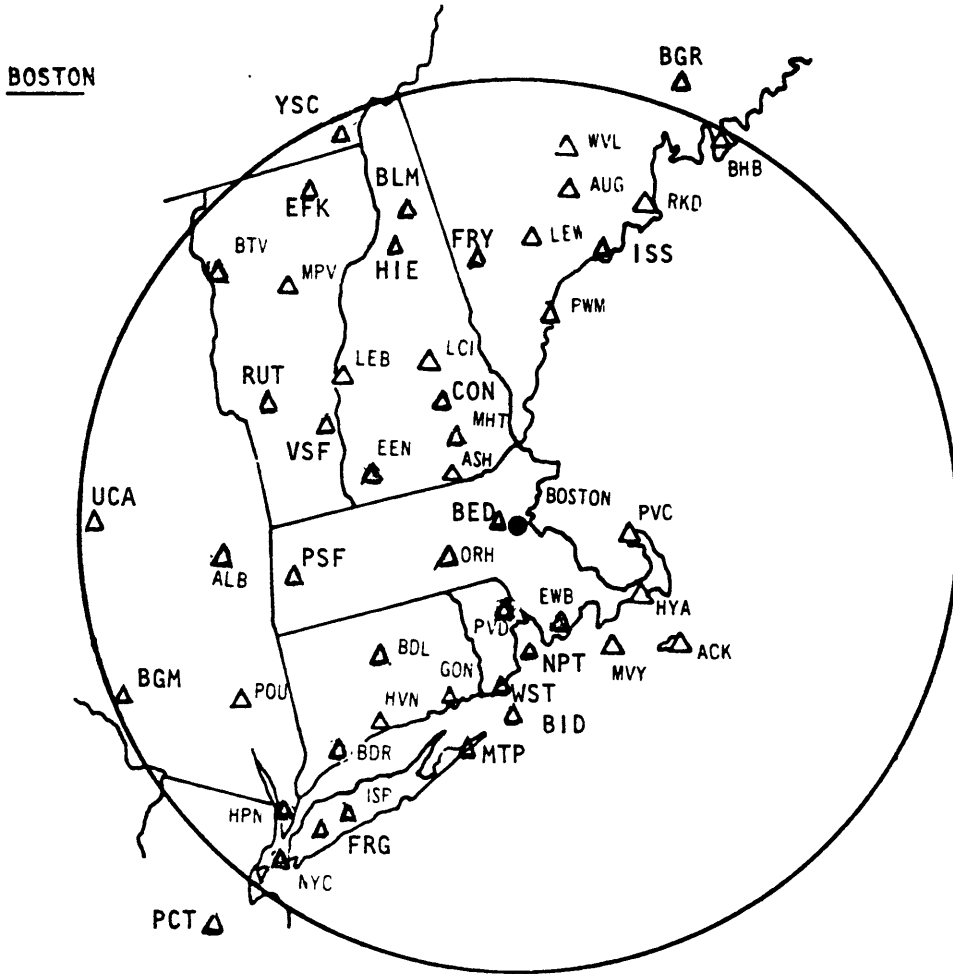 BOSTON
BGR
YSC
WVL
BHB
BLM
AUG
EFK
RKD
BTV
FRY
LEW
ISS
HIE
MPV
PWM
LEB
LCI
RUT
CON
MHT
VSF
EEN
ASH
UCA
BED
BOSTON
PVC
ALB
PSF
ORH
EWB
HYA
PVD
BDL
NPT
MVY
ACK
BGM
POU
GON
WST
HVN
BID
BDR
MTP
HPN
ISP
FRG
NYC
PCT